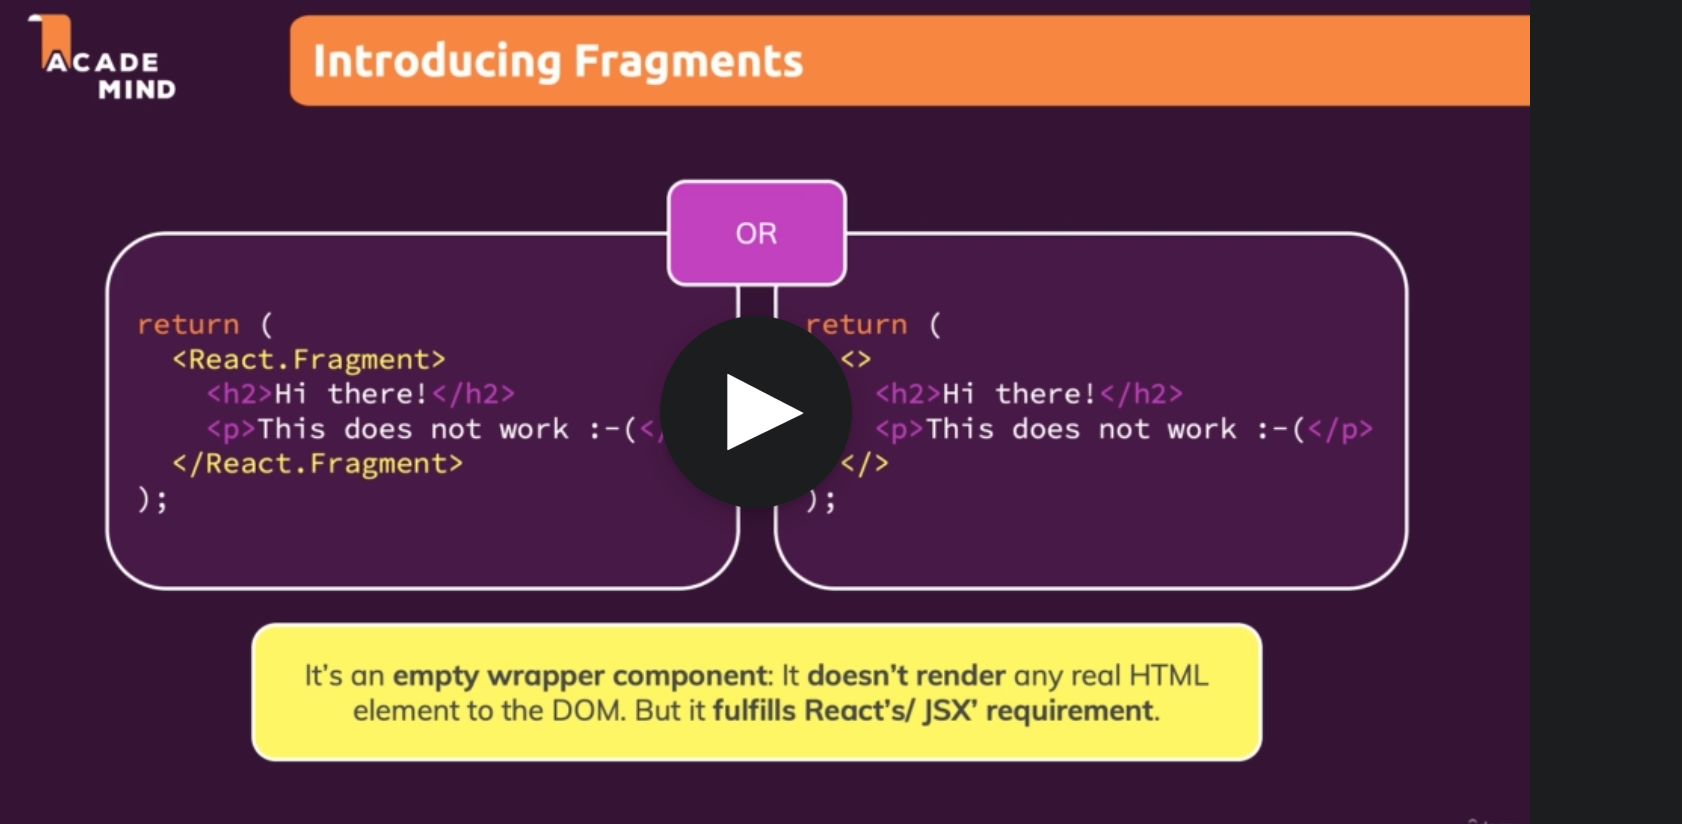 ACADE
MIND
Introducing Fragments
OR
return (
<React.Fragment>
<h2>Hi there!</h2>
<p>This does not work :-(</
</React.Fragment>
);
return (
<>
<h2>Hi there!</h2>
<p>This does not work :-(</p>
</>
);
It's an empty wrapper component: It doesn't render any real HTML
element to the DOM. But it fulfills React's/ JSX' requirement.